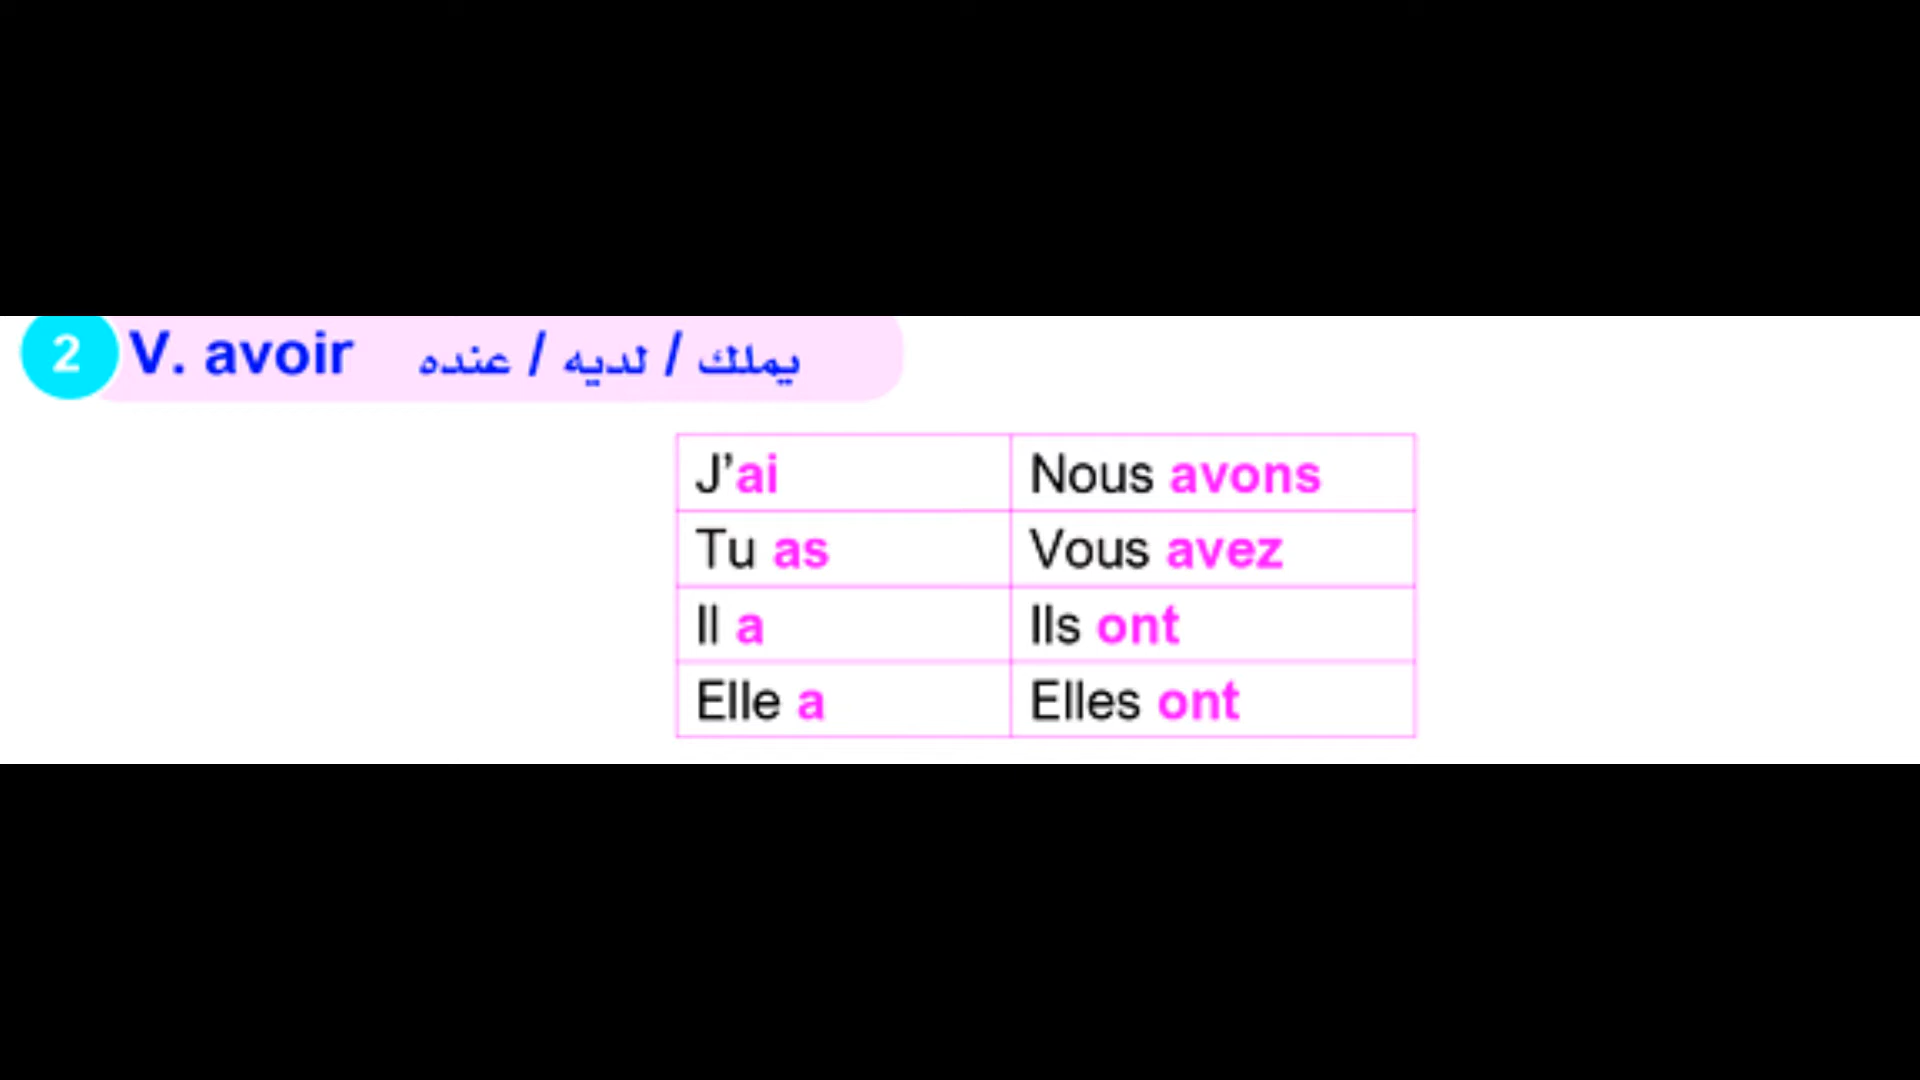 2 V. avoir يملك / لديه / عنده
J’ai Nous avons
Tu as Vous avez
Il a Ils ont
Elle a Elles ont